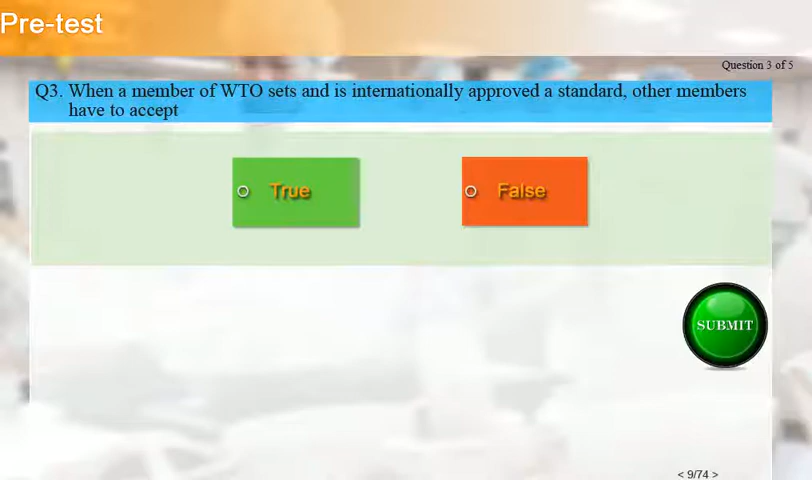 Pre-test
Question 3 of 5
Q3. When a member of WTO sets and is internationally approved a standard, other members
have to accept
True
False
SUBMIT
< 9/74 >